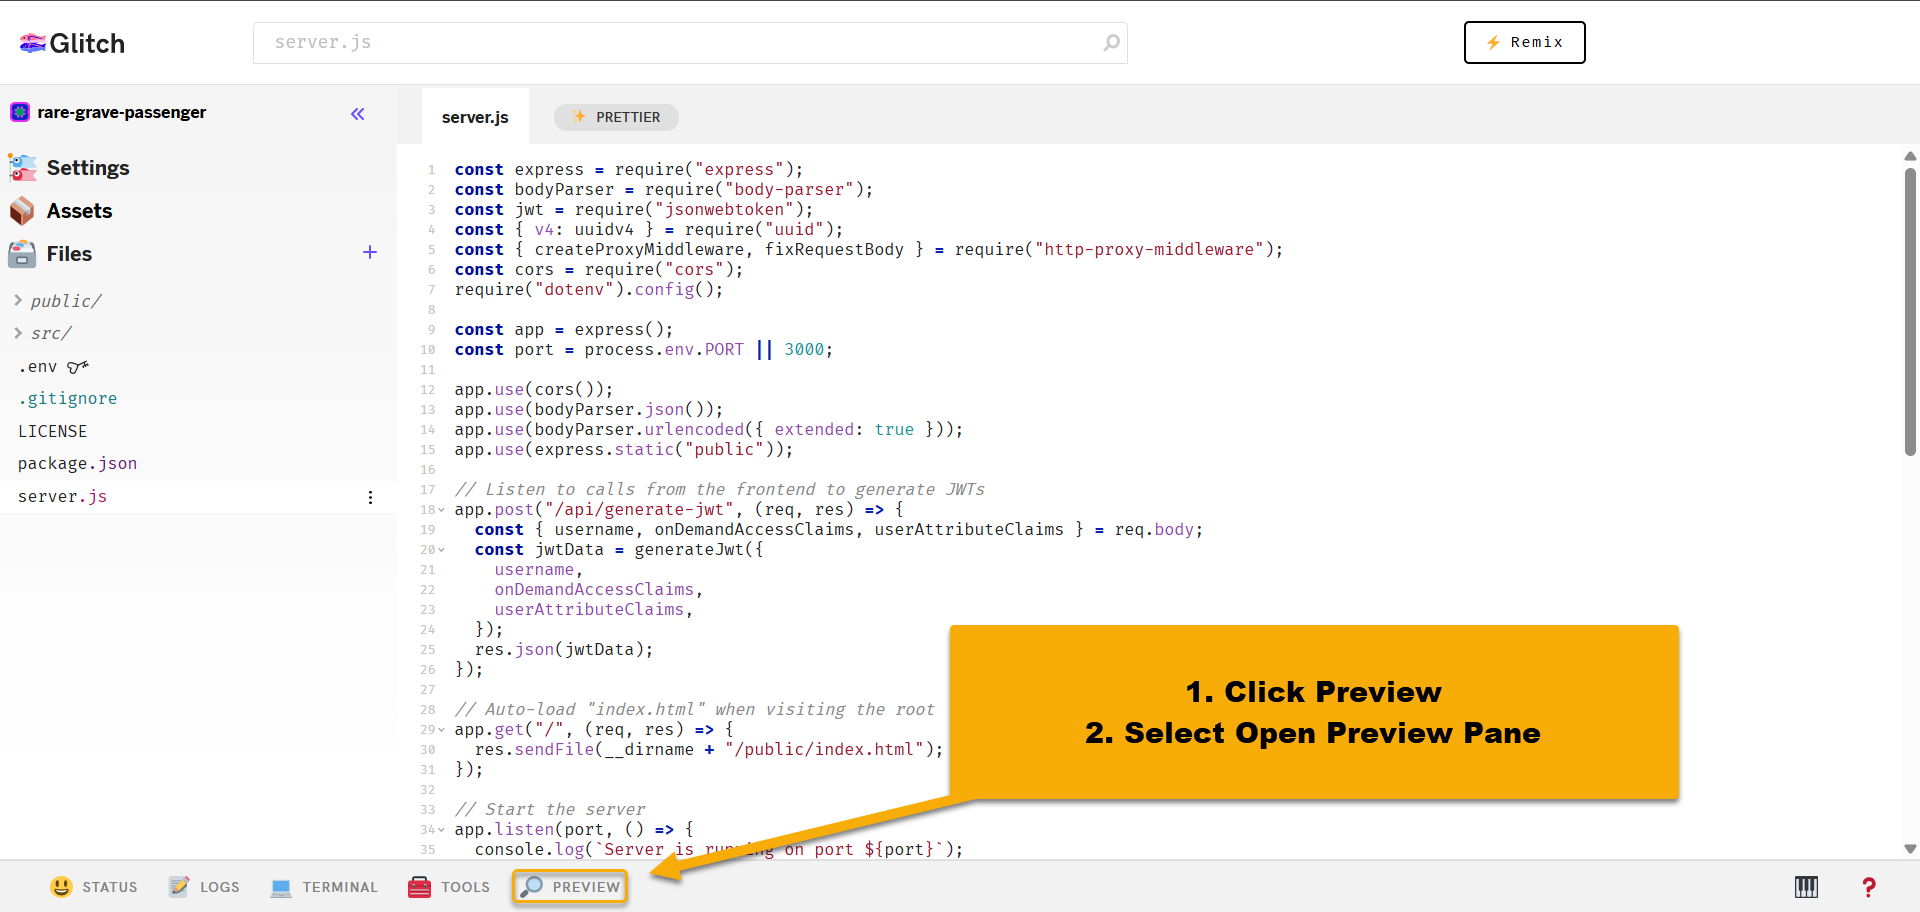 Glitch
server.js
⚡ Remix
rare-grave-passenger
«
Settings
Assets
Files +
public/
src/
.env
.gitignore
LICENSE
package.json
server.js
server.js
✨ PRETTIER
1 const express = require("express");
2 const bodyParser = require("body-parser");
3 const jwt = require("jsonwebtoken");
4 const { v4: uuidv4 } = require("uuid");
5 const { createProxyMiddleware, fixRequestBody } = require("http-proxy-middleware");
6 const cors = require("cors");
7 require("dotenv").config();
8
9 const app = express();
10 const port = process.env.PORT || 3000;
11
12 app.use(cors());
13 app.use(bodyParser.json());
14 app.use(bodyParser.urlencoded({ extended: true }));
15 app.use(express.static("public"));
16
17 // Listen to calls from the frontend to generate JWTs
18 app.post("/api/generate-jwt", (req, res) => {
19 const { username, onDemandAccessClaims, userAttributeClaims } = req.body;
20 const jwtData = generateJwt({
21 username,
22 onDemandAccessClaims,
23 userAttributeClaims,
24 });
25 res.json(jwtData);
26 });
27
28 // Auto-load "index.html" when visiting the root
29 app.get("/", (req, res) => {
30 res.sendFile(__dirname + "/public/index.html");
31 });
32
33 // Start the server
34 app.listen(port, () => {
35 console.log(`Server is running on port ${port}`);
1. Click Preview
2. Select Open Preview Pane
STATUS
LOGS
TERMINAL
TOOLS
PREVIEW
?